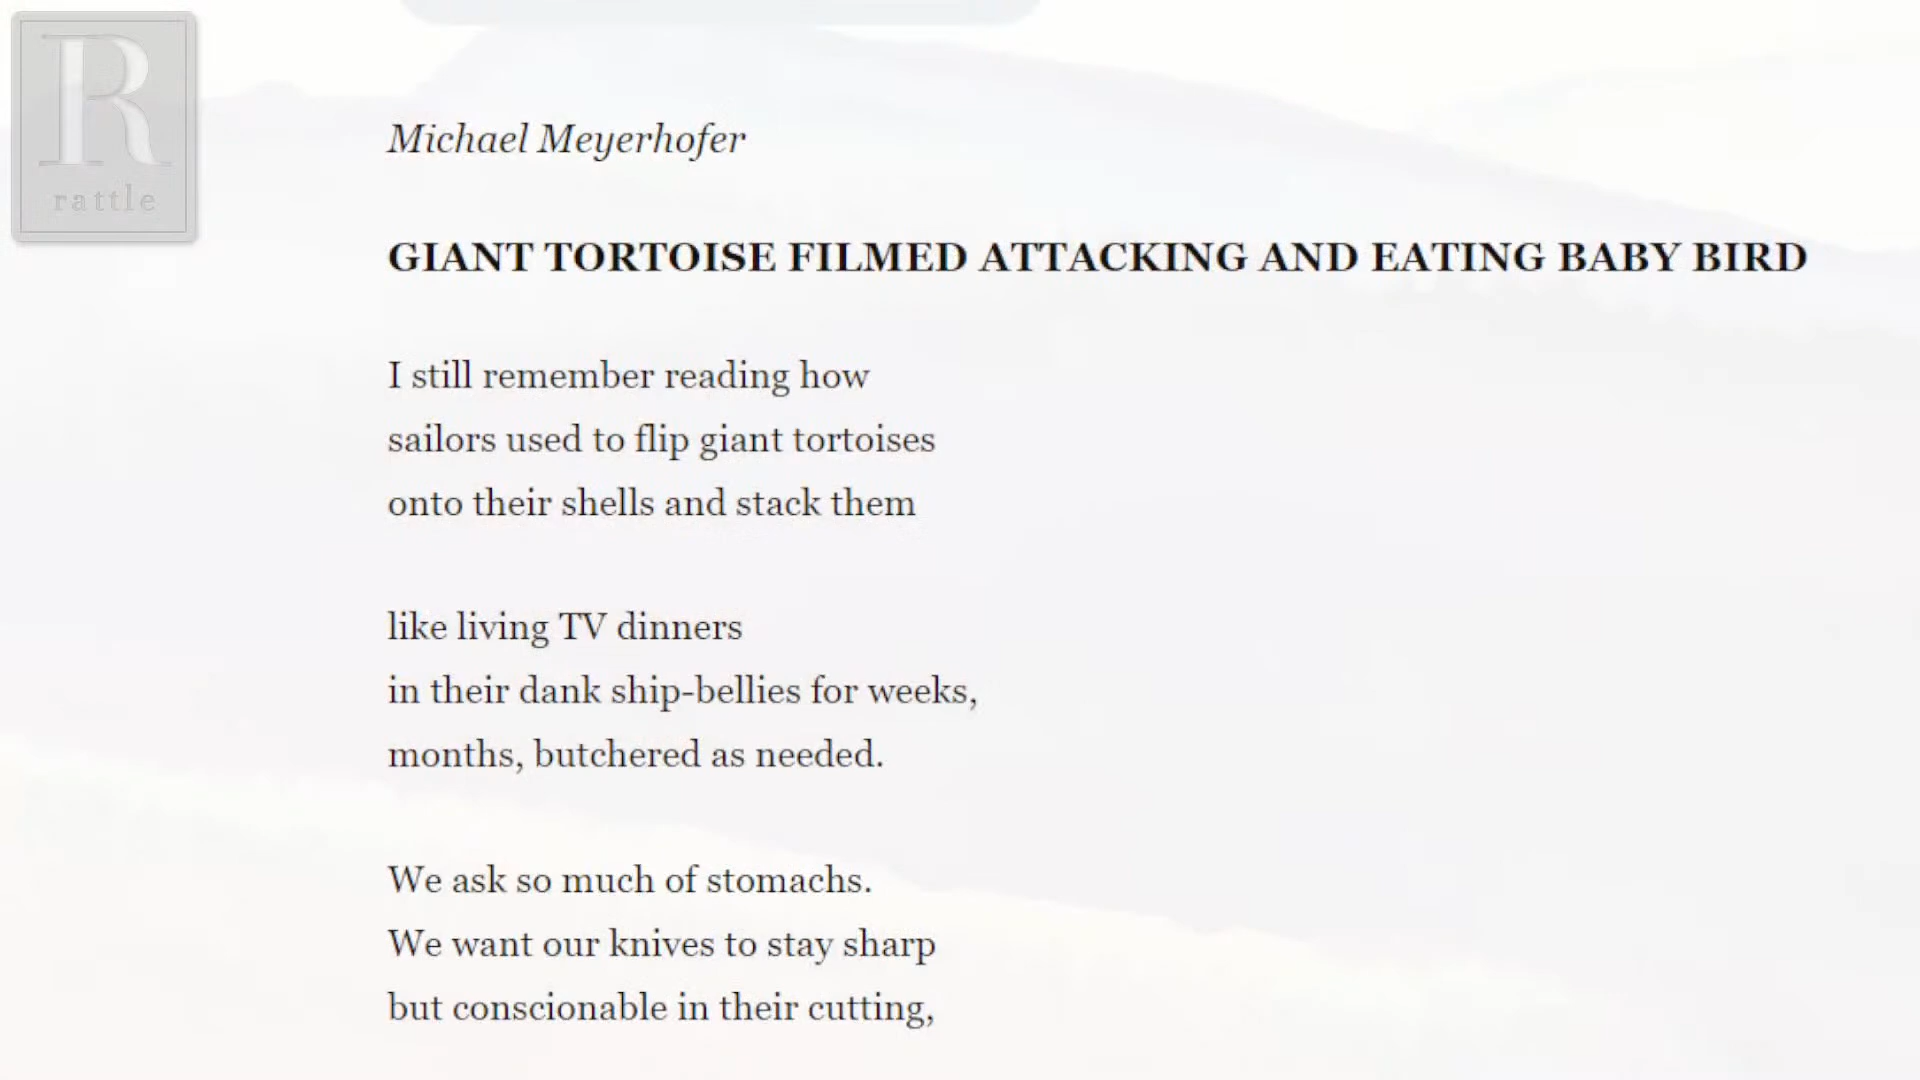 R
rattle
Michael Meyerhofer
GIANT TORTOISE FILMED ATTACKING AND EATING BABY BIRD
I still remember reading how
sailors used to flip giant tortoises
onto their shells and stack them
like living TV dinners
in their dank ship-bellies for weeks,
months, butchered as needed.
We ask so much of stomachs.
We want our knives to stay sharp
but conscionable in their cutting,